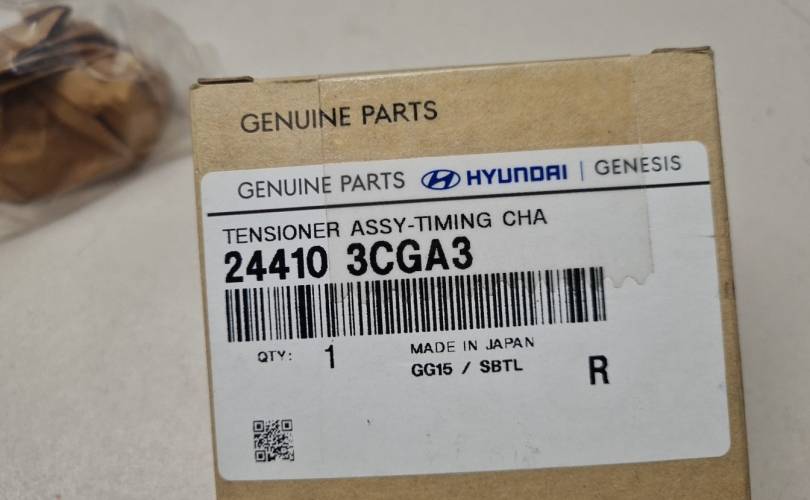 GENUINE PARTS
GENUINE PARTS HYUNDAI | GENESIS
TENSIONER ASSY-TIMING CHA
24410 3CGA3
QTY: 1 MADE IN JAPAN
GG15 / SBTL R